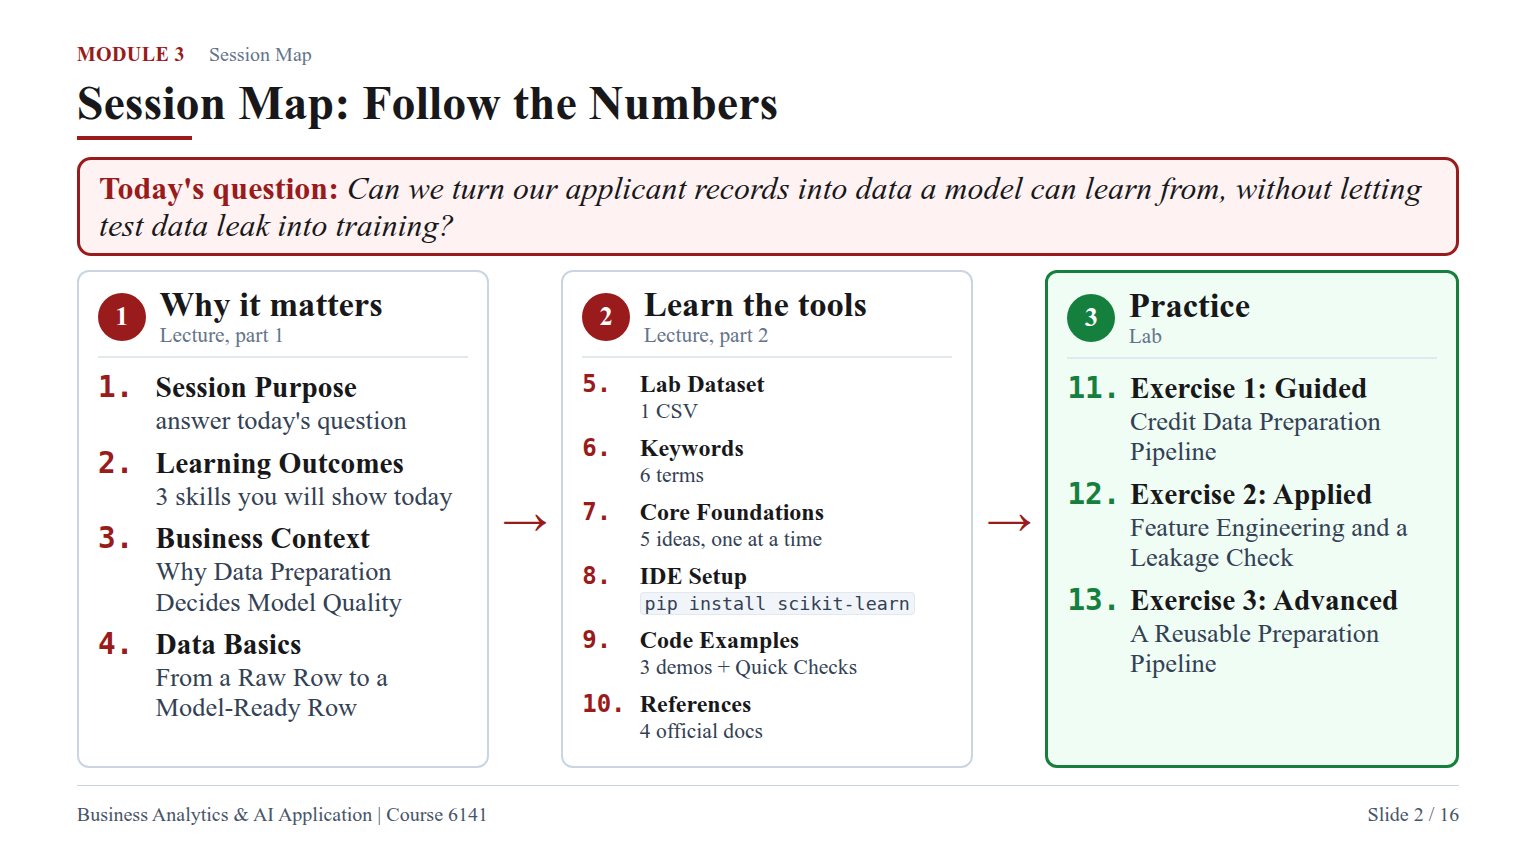 MODULE 3 Session Map
Session Map: Follow the Numbers
Today's question: Can we turn our applicant records into data a model can learn from, without letting
test data leak into training?
1 Why it matters
Lecture, part 1
1. Session Purpose
answer today's question
2. Learning Outcomes
3 skills you will show today
3. Business Context
Why Data Preparation
Decides Model Quality
4. Data Basics
From a Raw Row to a
Model-Ready Row
→
2 Learn the tools
Lecture, part 2
5. Lab Dataset
1 CSV
6. Keywords
6 terms
7. Core Foundations
5 ideas, one at a time
8. IDE Setup
pip install scikit-learn
9. Code Examples
3 demos + Quick Checks
10. References
4 official docs
→
3 Practice
Lab
11. Exercise 1: Guided
Credit Data Preparation
Pipeline
12. Exercise 2: Applied
Feature Engineering and a
Leakage Check
13. Exercise 3: Advanced
A Reusable Preparation
Pipeline
Business Analytics & AI Application | Course 6141
Slide 2 / 16